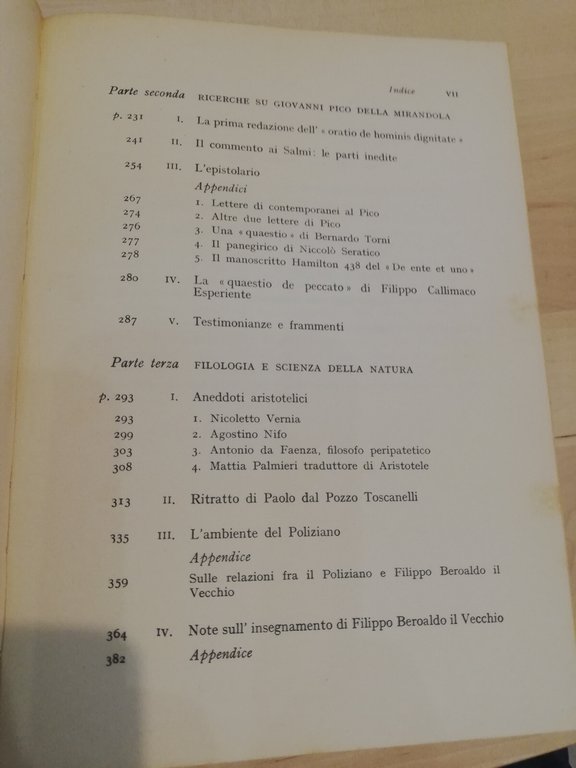 Indice VII
Parte seconda RICERCHE SU GIOVANNI PICO DELLA MIRANDOLA
p. 231 I. La prima redazione dell' « oratio de hominis dignitate »
241 II. Il commento ai Salmi: le parti inedite
254 III. L'epistolario
Appendici
267 1. Lettere di contemporanei al Pico
274 2. Altre due lettere di Pico
276 3. Una « quaestio » di Bernardo Torni
277 4. Il panegirico di Niccolò Seratico
278 5. Il manoscritto Hamilton 438 del « De ente et uno »
280 IV. La « quaestio de peccato » di Filippo Callimaco
Esperiente
287 V. Testimonianze e frammenti
Parte terza FILOLOGIA E SCIENZA DELLA NATURA
p. 293 I. Aneddoti aristotelici
293 1. Nicoletto Vernia
299 2. Agostino Nifo
303 3. Antonio da Faenza, filosofo peripatetico
308 4. Mattia Palmieri traduttore di Aristotele
313 II. Ritratto di Paolo dal Pozzo Toscanelli
335 III. L'ambiente del Poliziano
Appendice
359 Sulle relazioni fra il Poliziano e Filippo Beroaldo il
Vecchio
364 IV. Note sull' insegnamento di Filippo Beroaldo il Vecchio
382 Appendice